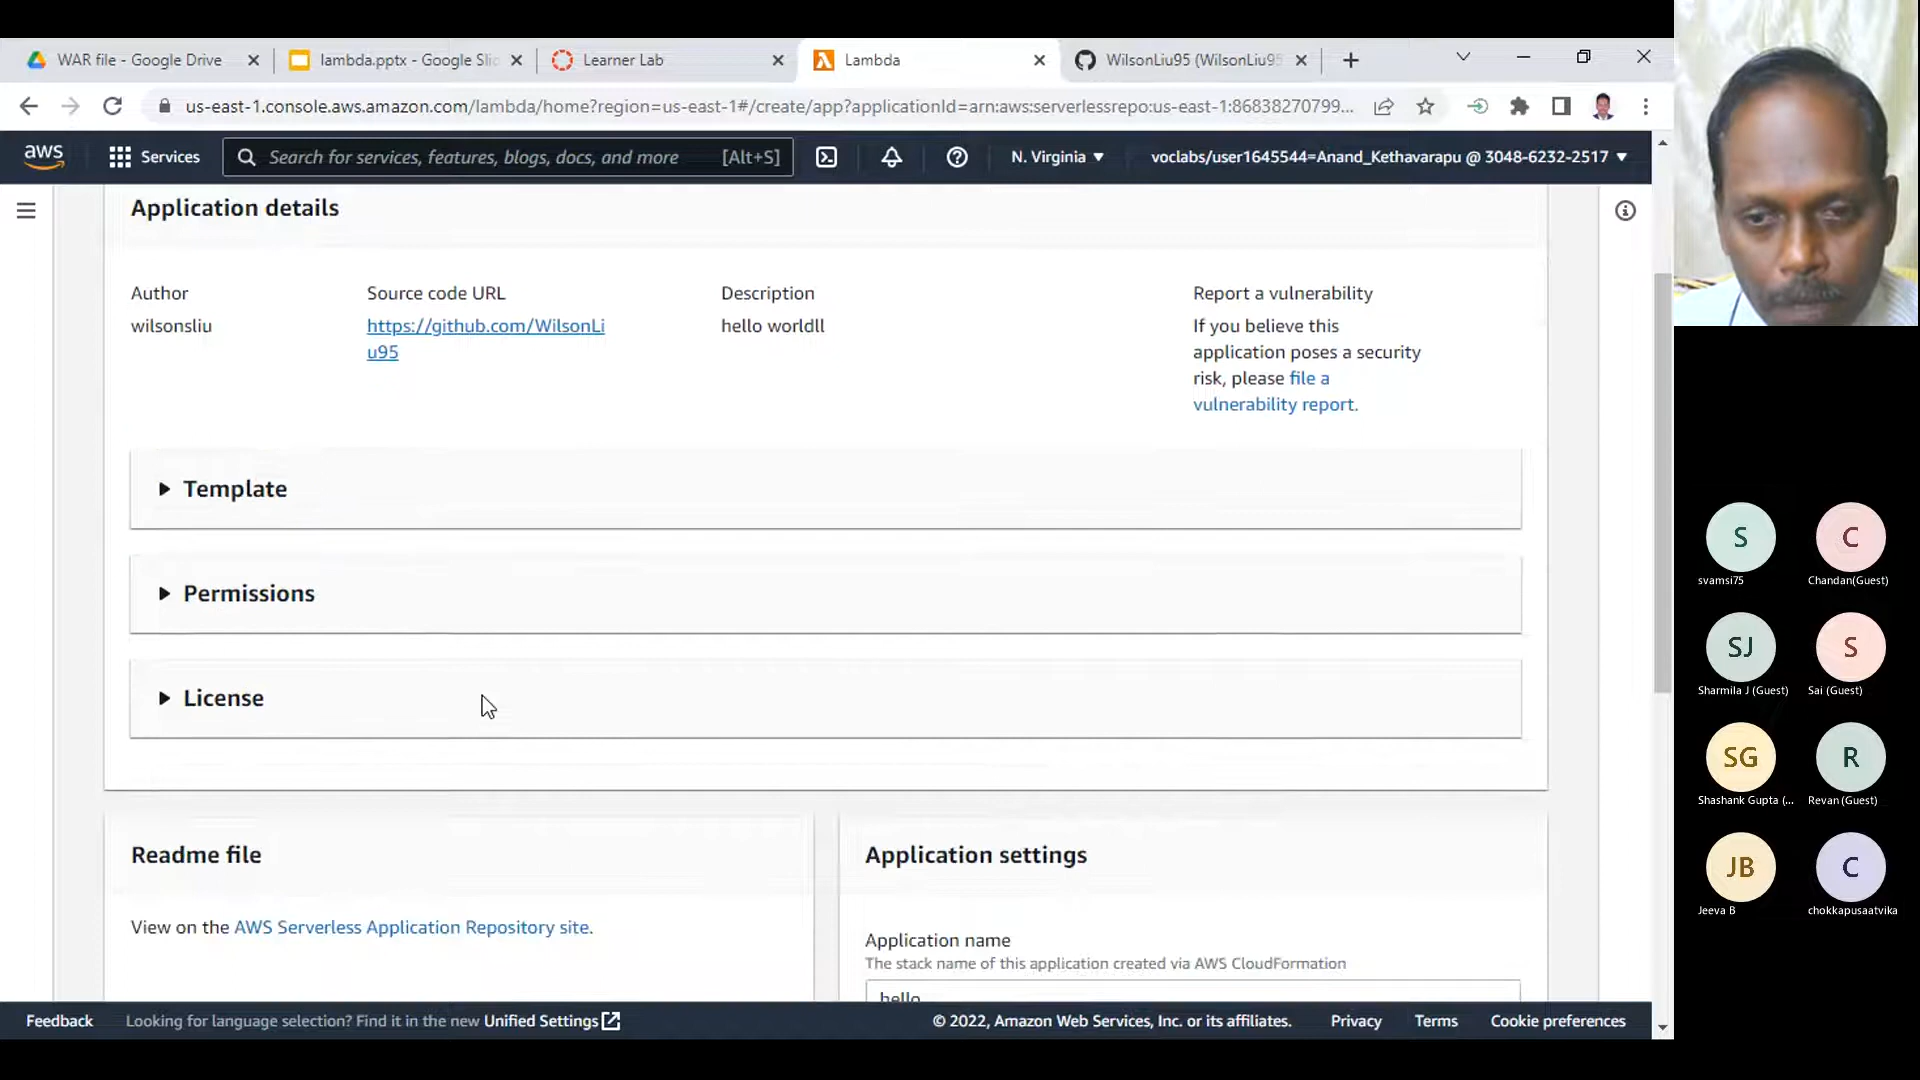 WAR file - Google Drive
lambda.pptx - Google Slid
Learner Lab
Lambda
WilsonLiu95 (WilsonLiu95
us-east-1.console.aws.amazon.com/lambda/home?region=us-east-1#/create/app?applicationId=arn:aws:serverlessrepo:us-east-1:86838270799...
aws
Services
Search for services, features, blogs, docs, and more
[Alt+S]
N. Virginia
voclabs/user1645544=Anand_Kethavarapu @ 3048-6232-2517
Application details
Author
wilsonsliu
Source code URL
https://github.com/WilsonLi
u95
Description
hello worldll
Report a vulnerability
If you believe this
application poses a security
risk, please file a
vulnerability report.
Template
Permissions
License
Readme file
View on the AWS Serverless Application Repository site.
Application settings
Application name
The stack name of this application created via AWS CloudFormation
hello
Feedback
Looking for language selection? Find it in the new Unified Settings
© 2022, Amazon Web Services, Inc. or its affiliates.
Privacy
Terms
Cookie preferences
S
svamsi75
C
Chandan(Guest)
SJ
Sharmila J (Guest)
S
Sai (Guest)
SG
Shashank Gupta (...
R
Revan (Guest)
JB
Jeeva B
C
chokkapusaatvika